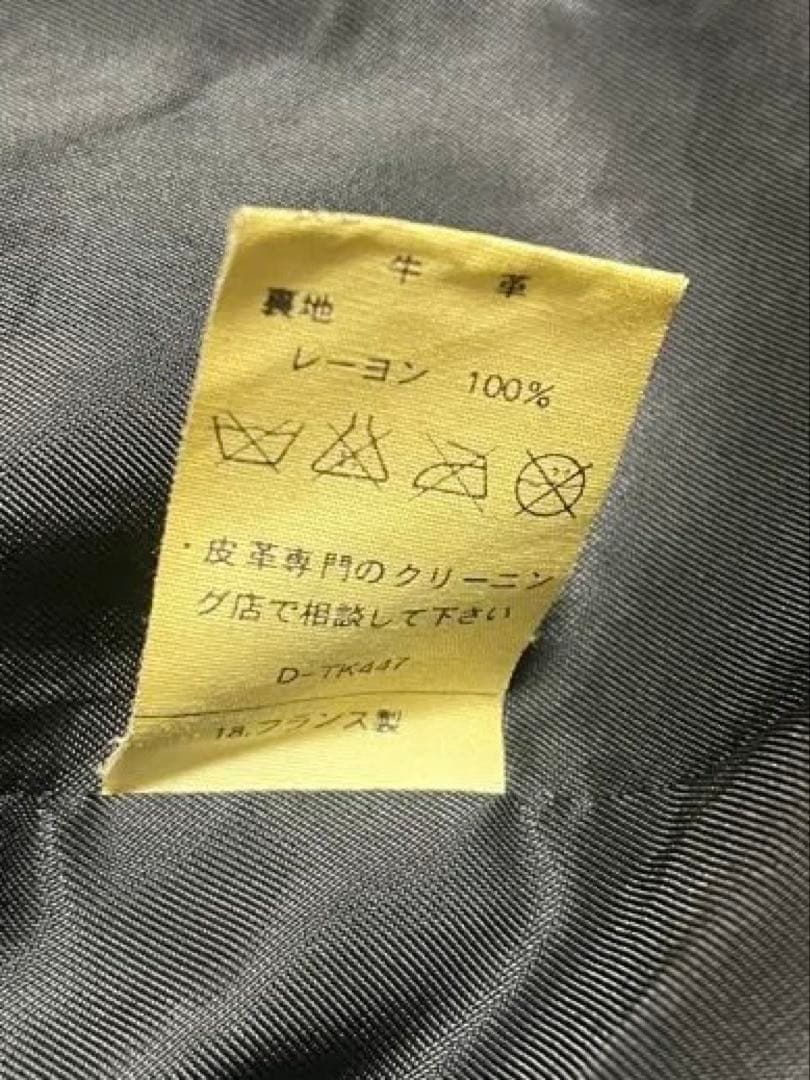 牛 革
裏地
レーヨン 100%
・皮革専門のクリーニン
グ店で相談して下さい
D-TK447
18.フランス製